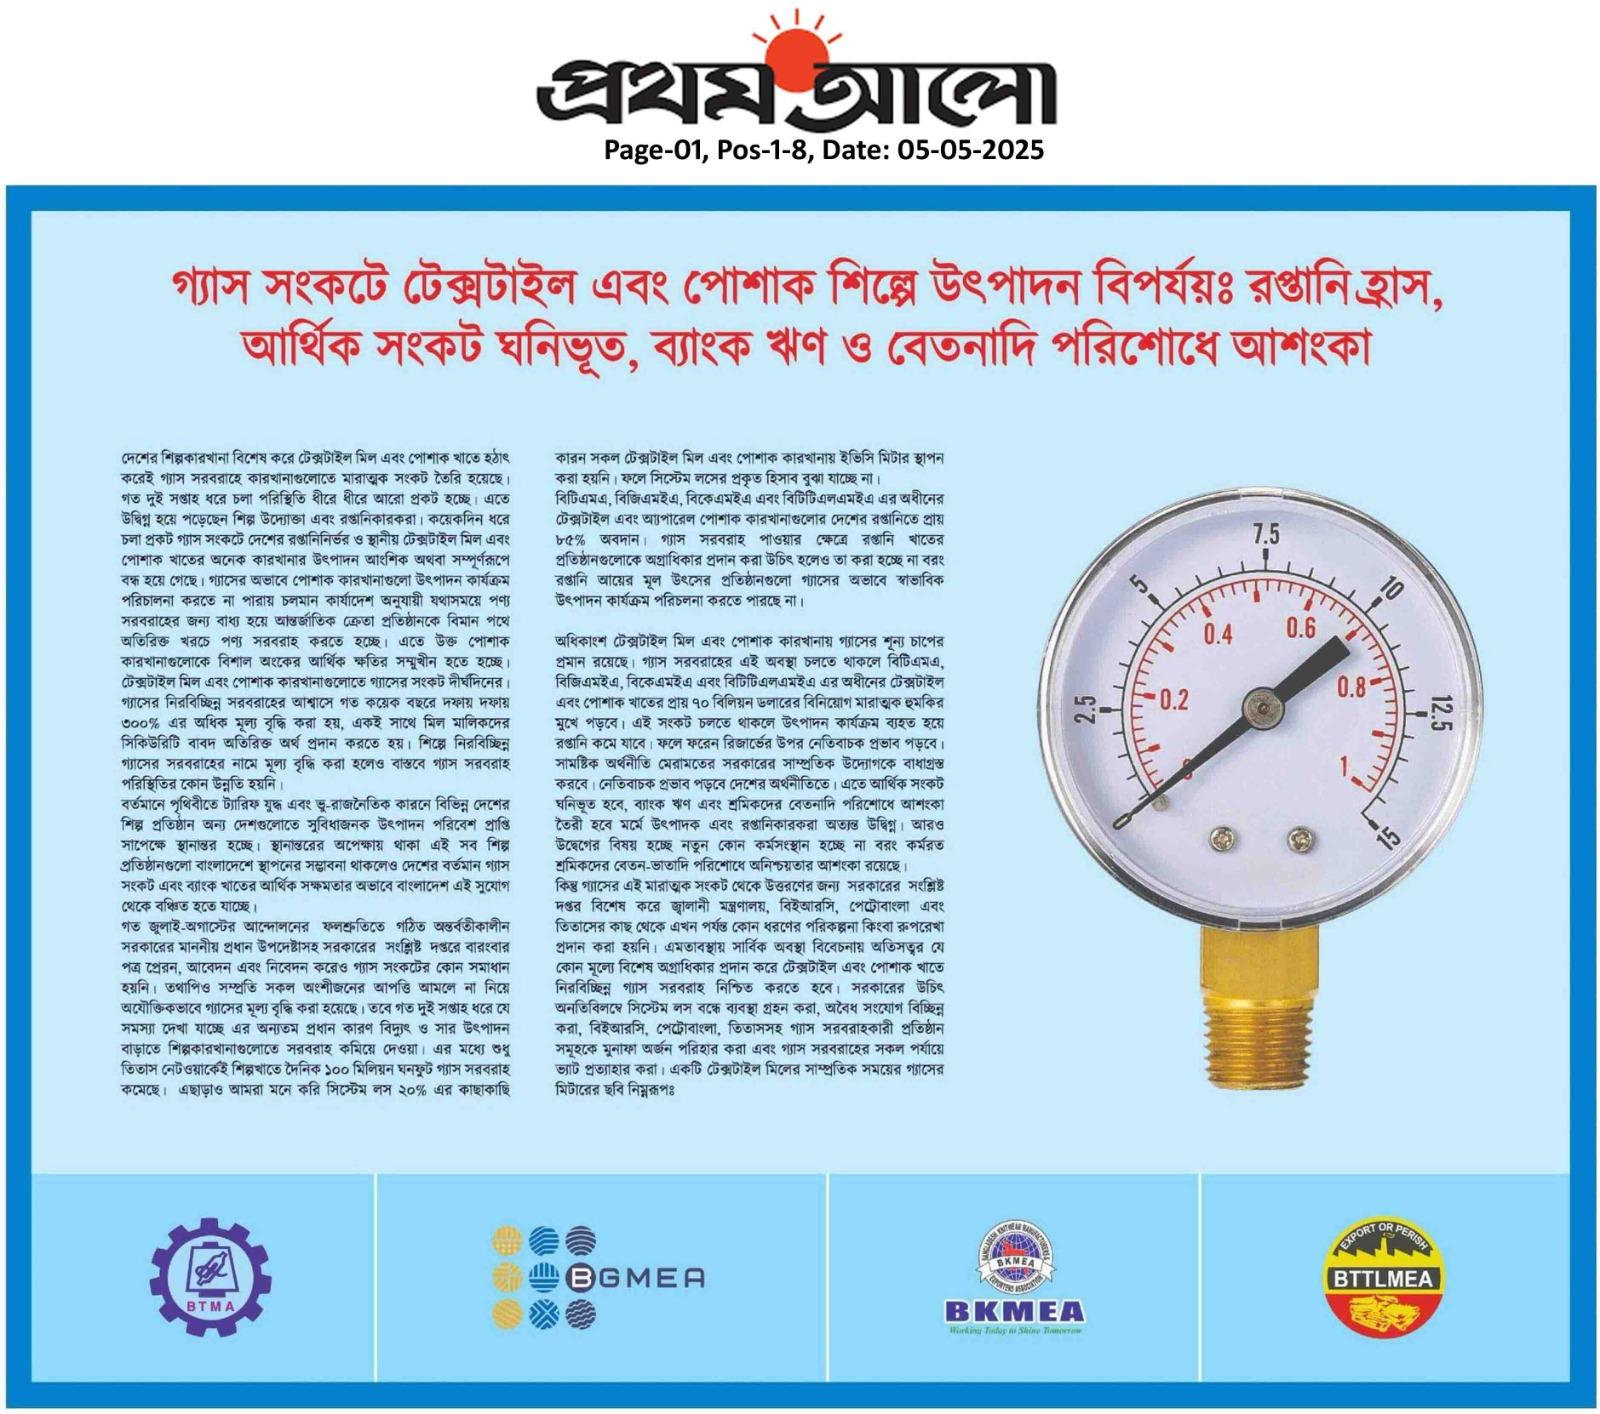 প্রথম আলো
Page-01, Pos-1-8, Date: 05-05-2025
গ্যাস সংকটে টেক্সটাইল এবং পোশাক শিল্পে উৎপাদন বিপর্যয়ঃ রপ্তানি হ্রাস,
আর্থিক সংকট ঘনিভূত, ব্যাংক ঋণ ও বেতনাদি পরিশোধে আশংকা
দেশের শিল্পকারখানা বিশেষ করে টেক্সটাইল মিল এবং পোশাক খাতে হঠাৎ
করেই গ্যাস সরবরাহে কারখানাগুলোতে মারাত্মক সংকট তৈরি হয়েছে।
গত দুই সপ্তাহ ধরে চলা পরিস্থিতি ধীরে ধীরে আরো প্রকট হচ্ছে। এতে
উদ্বিগ্ন হয়ে পড়েছেন শিল্প উদ্যোক্তা এবং রপ্তানিকারকরা। কয়েকদিন ধরে
চলা প্রকট গ্যাস সংকটে দেশের রপ্তানিনির্ভর ও স্থানীয় টেক্সটাইল মিল এবং
পোশাক খাতের অনেক কারখানার উৎপাদন আংশিক অথবা সম্পূর্ণরূপে
বন্ধ হয়ে গেছে। গ্যাসের অভাবে পোশাক কারখানাগুলো উৎপাদন কার্যক্রম
পরিচালনা করতে না পারায় চলমান কার্যাদেশ অনুযায়ী যথাসময়ে পণ্য
সরবরাহের জন্য বাধ্য হয়ে আন্তর্জাতিক ক্রেতা প্রতিষ্ঠানকে বিমান পথে
অতিরিক্ত খরচে পণ্য সরবরাহ করতে হচ্ছে। এতে উক্ত পোশাক
কারখানাগুলোকে বিশাল অংকের আর্থিক ক্ষতির সম্মুখীন হতে হচ্ছে।
টেক্সটাইল মিল এবং পোশাক কারখানাগুলোতে গ্যাসের সংকট দীর্ঘদিনের।
গ্যাসের নিরবিচ্ছিন্ন সরবরাহের আশ্বাসে গত কয়েক বছরে দফায় দফায়
৩০০% এর অধিক মূল্য বৃদ্ধি করা হয়, একই সাথে মিল মালিকদের
সিকিউরিটি বাবদ অতিরিক্ত অর্থ প্রদান করতে হয়। শিল্পে নিরবিচ্ছিন্ন
গ্যাসের সরবরাহের নামে মূল্য বৃদ্ধি করা হলেও বাস্তবে গ্যাস সরবরাহ
পরিস্থিতির কোন উন্নতি হয়নি।
বর্তমানে পৃথিবীতে ট্যারিফ যুদ্ধ এবং ভূ-রাজনৈতিক কারনে বিভিন্ন দেশের
শিল্প প্রতিষ্ঠান অন্য দেশগুলোতে সুবিধাজনক উৎপাদন পরিবেশ প্রাপ্তি
সাপেক্ষে স্থানান্তর হচ্ছে। স্থানান্তরের অপেক্ষায় থাকা এই সব শিল্প
প্রতিষ্ঠানগুলো বাংলাদেশে স্থাপনের সম্ভাবনা থাকলেও দেশের বর্তমান গ্যাস
সংকট এবং ব্যাংক খাতের আর্থিক সক্ষমতার অভাবে বাংলাদেশ এই সুযোগ
থেকে বঞ্চিত হতে যাচ্ছে।
গত জুলাই-অগাস্টের আন্দোলনের ফলশ্রুতিতে গঠিত অন্তর্বতীকালীন
সরকারের মাননীয় প্রধান উপদেষ্টাসহ সরকারের সংশ্লিষ্ট দপ্তরে বারংবার
পত্র প্রেরন, আবেদন এবং নিবেদন করেও গ্যাস সংকটের কোন সমাধান
হয়নি। তথাপিও সম্প্রতি সকল অংশীজনের আপত্তি আমলে না নিয়ে
অযৌক্তিকভাবে গ্যাসের মূল্য বৃদ্ধি করা হয়েছে। তবে গত দুই সপ্তাহ ধরে যে
সমস্যা দেখা যাচ্ছে এর অন্যতম প্রধান কারণ বিদ্যুৎ ও সার উৎপাদন
বাড়াতে শিল্পকারখানাগুলোতে সরবরাহ কমিয়ে দেওয়া। এর মধ্যে শুধু
তিতাস নেটওয়ার্কেই শিল্পখাতে দৈনিক ১০০ মিলিয়ন ঘনফুট গ্যাস সরবরাহ
কমেছে। এছাড়াও আমরা মনে করি সিস্টেম লস ২০% এর কাছাকাছি
কারন সকল টেক্সটাইল মিল এবং পোশাক কারখানায় ইভিসি মিটার স্থাপন
করা হয়নি। ফলে সিস্টেম লসের প্রকৃত হিসাব বুঝা যাচ্ছে না।
বিটিএমএ, বিজিএমইএ, বিকেএমইএ এবং বিটিটিএলএমইএ এর অধীনের
টেক্সটাইল এবং অ্যাপারেল পোশাক কারখানাগুলোর দেশের রপ্তানিতে প্রায়
৮৫% অবদান। গ্যাস সরবরাহ পাওয়ার ক্ষেত্রে রপ্তানি খাতের
প্রতিষ্ঠানগুলোকে অগ্রাধিকার প্রদান করা উচিৎ হলেও তা করা হচ্ছে না বরং
রপ্তানি আয়ের মূল উৎসের প্রতিষ্ঠানগুলো গ্যাসের অভাবে স্বাভাবিক
উৎপাদন কার্যক্রম পরিচলনা করতে পারছে না।
অধিকাংশ টেক্সটাইল মিল এবং পোশাক কারখানায় গ্যাসের শূন্য চাপের
প্রমান রয়েছে। গ্যাস সরবরাহের এই অবস্থা চলতে থাকলে বিটিএমএ,
বিজিএমইএ, বিকেএমইএ এবং বিটিটিএলএমইএ এর অধীনের টেক্সটাইল
এবং পোশাক খাতের প্রায় ৭০ বিলিয়ন ডলারের বিনিয়োগ মারাত্মক হুমকির
মুখে পড়বে। এই সংকট চলতে থাকলে উৎপাদন কার্যক্রম ব্যহত হয়ে
রপ্তানি কমে যাবে। ফলে ফরেন রিজার্ভের উপর নেতিবাচক প্রভাব পড়বে।
সামষ্টিক অর্থনীতি মেরামতের সরকারের সাম্প্রতিক উদ্যোগকে বাধাগ্রস্ত
করবে। নেতিবাচক প্রভাব পড়বে দেশের অর্থনীতিতে। এতে আর্থিক সংকট
ঘনিভূত হবে, ব্যাংক ঋণ এবং শ্রমিকদের বেতনাদি পরিশোধে আশংকা
তৈরী হবে মর্মে উৎপাদক এবং রপ্তানিকারকরা অত্যন্ত উদ্বিগ্ন। আরও
উদ্বেগের বিষয় হচ্ছে নতুন কোন কর্মসংস্থান হচ্ছে না বরং কর্মরত
শ্রমিকদের বেতন-ভাতাদি পরিশোধে অনিশ্চয়তার আশংকা রয়েছে।
কিন্তু গ্যাসের এই মারাত্মক সংকট থেকে উত্তরণের জন্য সরকারের সংশ্লিষ্ট
দপ্তর বিশেষ করে জ্বালানী মন্ত্রণালয়, বিইআরসি, পেট্রোবাংলা এবং
তিতাসের কাছ থেকে এখন পর্যন্ত কোন ধরণের পরিকল্পনা কিংবা রুপরেখা
প্রদান করা হয়নি। এমতাবস্থায় সার্বিক অবস্থা বিবেচনায় অতিসত্বর যে
কোন মূল্যে বিশেষ অগ্রাধিকার প্রদান করে টেক্সটাইল এবং পোশাক খাতে
নিরবিচ্ছিন্ন গ্যাস সরবরাহ নিশ্চিত করতে হবে। সরকারের উচিৎ
অনতিবিলম্বে সিস্টেম লস বন্ধে ব্যবস্থা গ্রহন করা, অবৈধ সংযোগ বিচ্ছিন্ন
করা, বিইআরসি, পেট্রোবাংলা, তিতাসসহ গ্যাস সরবরাহকারী প্রতিষ্ঠান
সমূহকে মুনাফা অর্জন পরিহার করা এবং গ্যাস সরবরাহের সকল পর্যায়ে
ভ্যাট প্রত্যাহার করা। একটি টেক্সটাইল মিলের সাম্প্রতিক সময়ের গ্যাসের
মিটারের ছবি নিম্নরূপঃ
0
2.5
5
7.5
10
12.5
15
0
0.2
0.4
0.6
0.8
1
BTMA
BGMEA
BANGLADESH KNITWEAR MANUFACTURERS &
BKMEA
EXPORTERS ASSOCIATION
BKMEA
Working Today to Shine Tomorrow
EXPORT OR PERISH
BTTLMEA